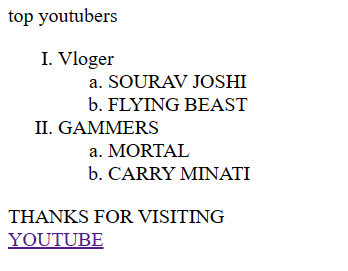 top youtubers
I. Vloger
a. SOURAV JOSHI
b. FLYING BEAST
II. GAMMERS
a. MORTAL
b. CARRY MINATI
THANKS FOR VISITING
YOUTUBE